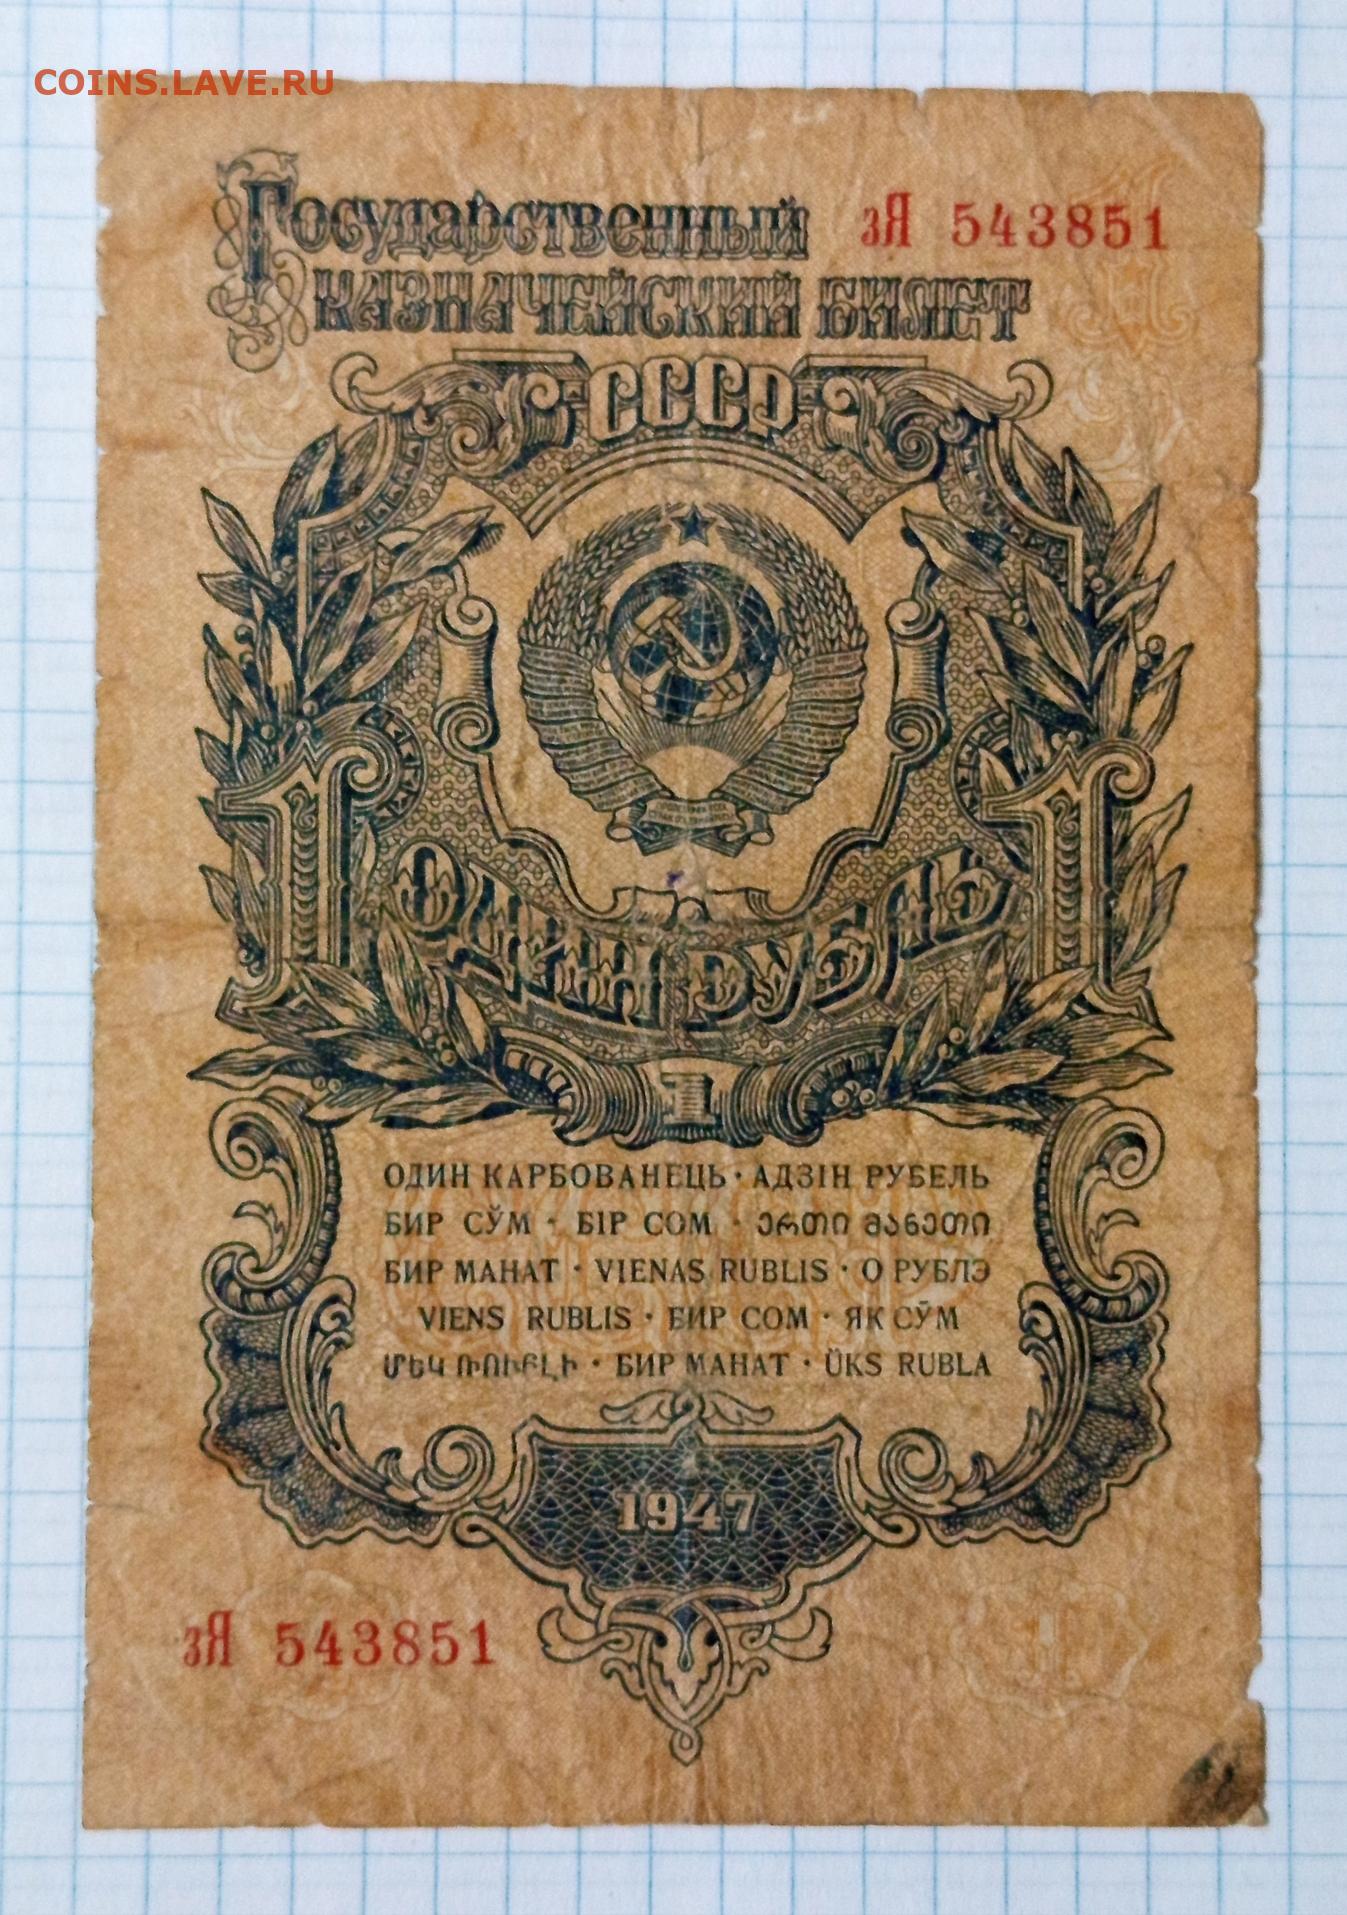 COINS.LAVE.RU
Государственный зЯ 543851
казначейский билет
СССР
1 1
ОДИН РУБЛЬ
1
ОДИН КАРБОВАНЕЦЬ · АДЗІН РУБЕЛЬ
БИР СЎМ · БІР СОМ · ერთი მანეთი
БИР МАНАТ · VIENAS RUBLIS · О РУБЛЭ
VIENS RUBLIS · БИР СОМ · ЯК СӮМ
ՄԵԿ ՌՈՒԲԼԻ · БИР МАНАТ · ÜKS RUBLA
1947
зЯ 543851